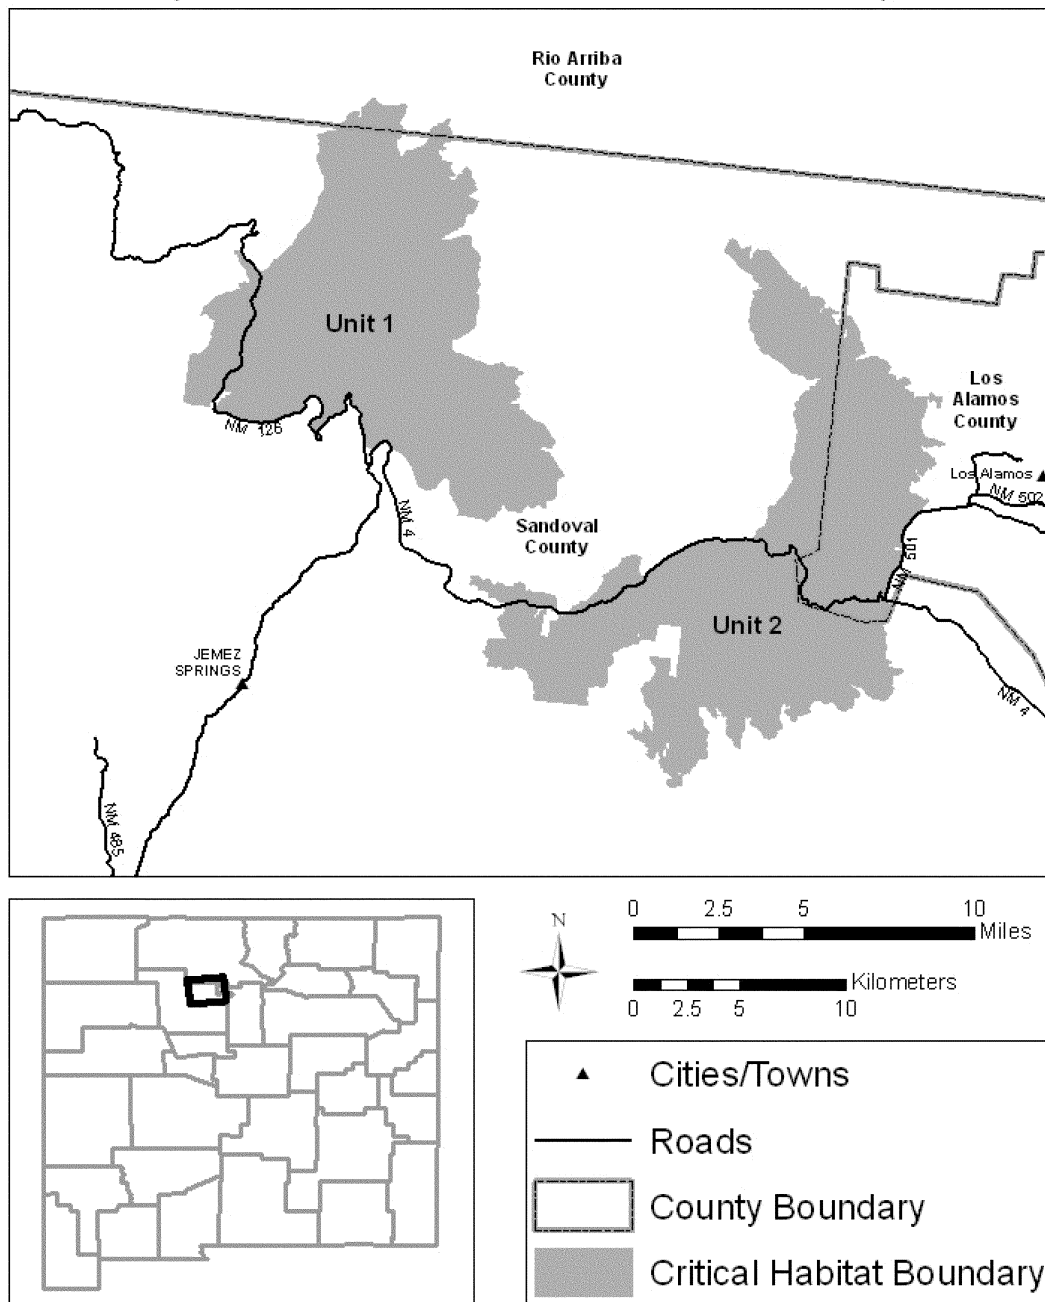 Rio Arriba
County
Unit 1
Los
Alamos
County
NM 126
Los Alamos
NM 502
NM 4
Sandoval
County
NM 501
Unit 2
JEMEZ
SPRINGS
NM 4
NM 485
N
0 2.5 5 10
Miles
Kilometers
0 2.5 5 10
Cities/Towns
Roads
County Boundary
Critical Habitat Boundary